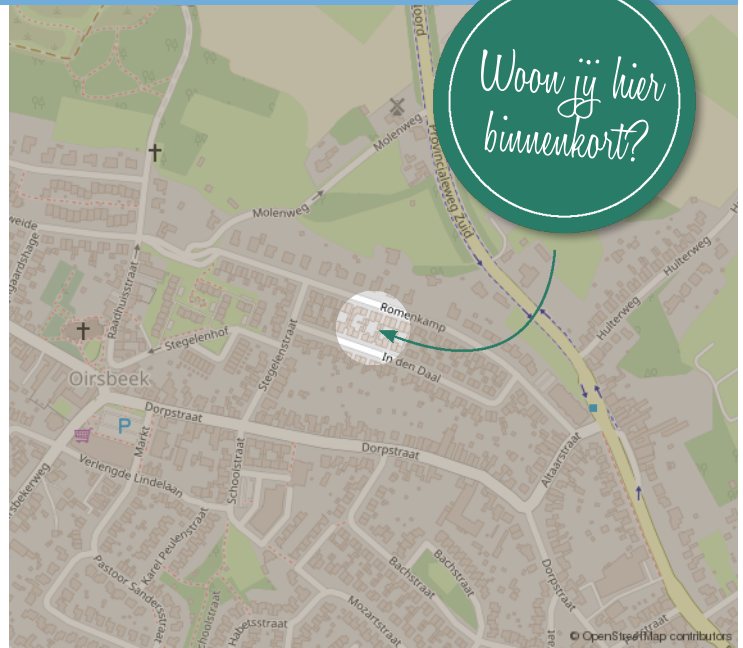 Woon jij hier
binnenkort?
Molenweg
Molenweg
Provincialeweg Zuid
Hulterweg
Hulterweg
Raadhuisstraat
Stegelenhof
Stegelenstraat
Romenkamp
In den Daal
Oirsbeek
P
Markt
Dorpstraat
Dorpstraat
Schoolstraat
Verlengde Lindelaan
Altaarstraat
Karel Peulenstraat
Pastoor Sandersstraat
Bachstraat
Bachstraat
Dorpstraat
Mozartstraat
Habetsstraat
© OpenStreetMap contributors